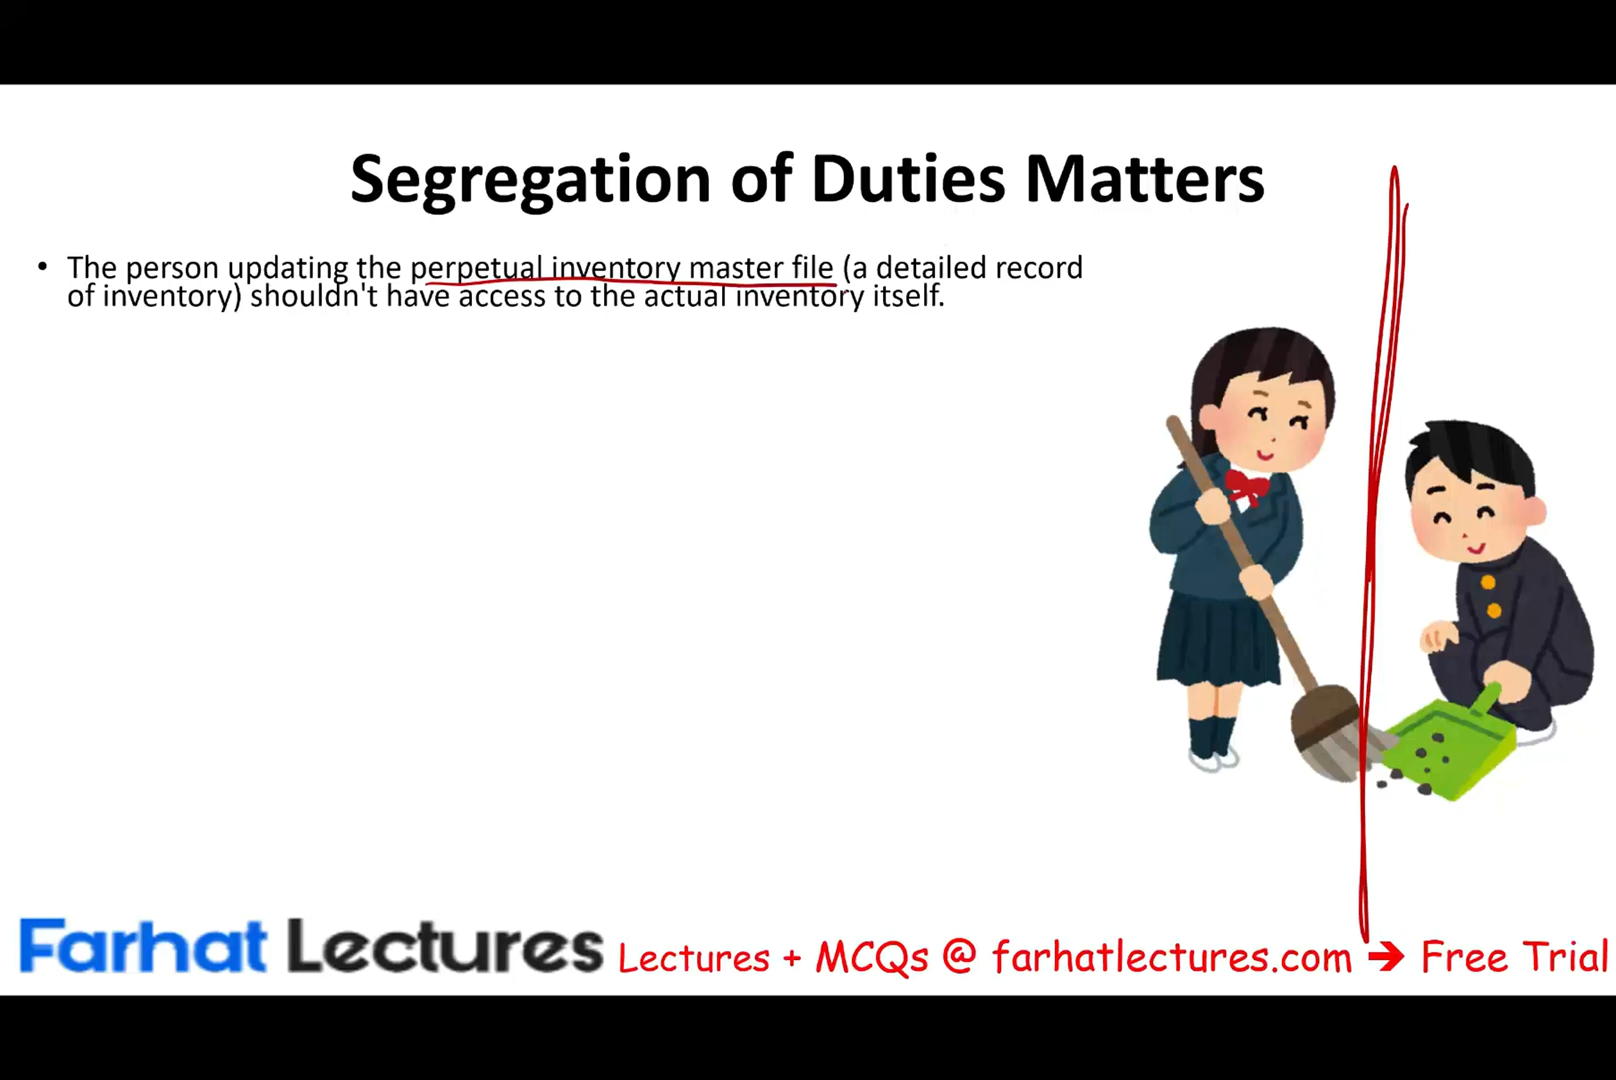 Segregation of Duties Matters
• The person updating the perpetual inventory master file (a detailed record
of inventory) shouldn't have access to the actual inventory itself.
Farhat Lectures Lectures + MCQs @ farhatlectures.com ➔ Free Trial